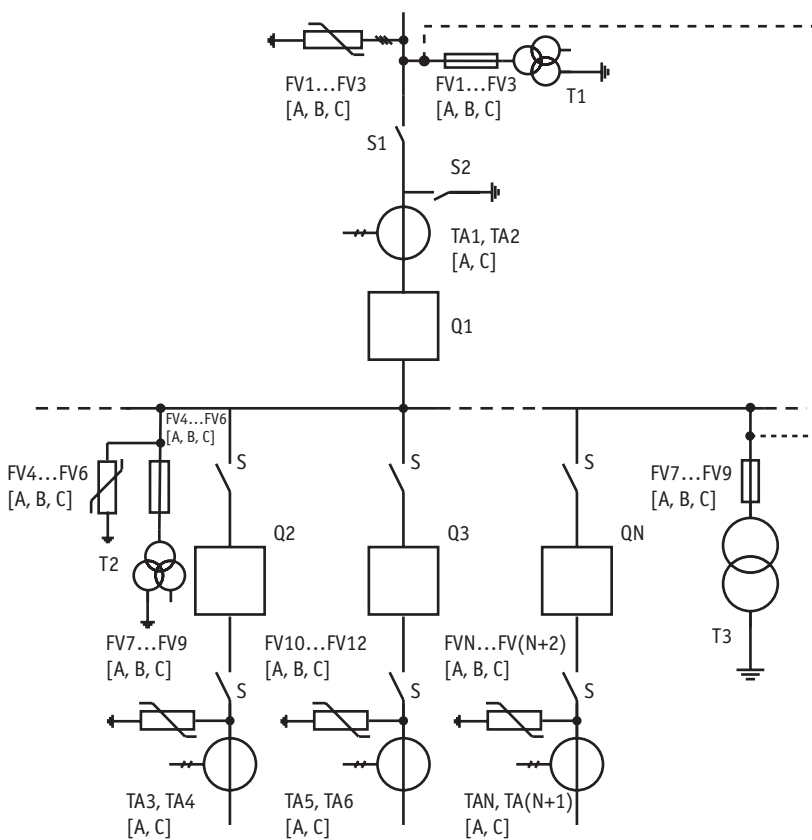 FV1...FV3
[A, B, C]
FV1...FV3
[A, B, C]
T1
S1
S2
TA1, TA2
[A, C]
Q1
FV4...FV6
[A, B, C]
FV4...FV6
[A, B, C]
S
S
S
FV7...FV9
[A, B, C]
T2
Q2
Q3
QN
T3
FV7...FV9
[A, B, C]
FV10...FV12
[A, B, C]
FVN...FV(N+2)
[A, B, C]
S
S
S
TA3, TA4
[A, C]
TA5, TA6
[A, C]
TAN, TA(N+1)
[A, C]